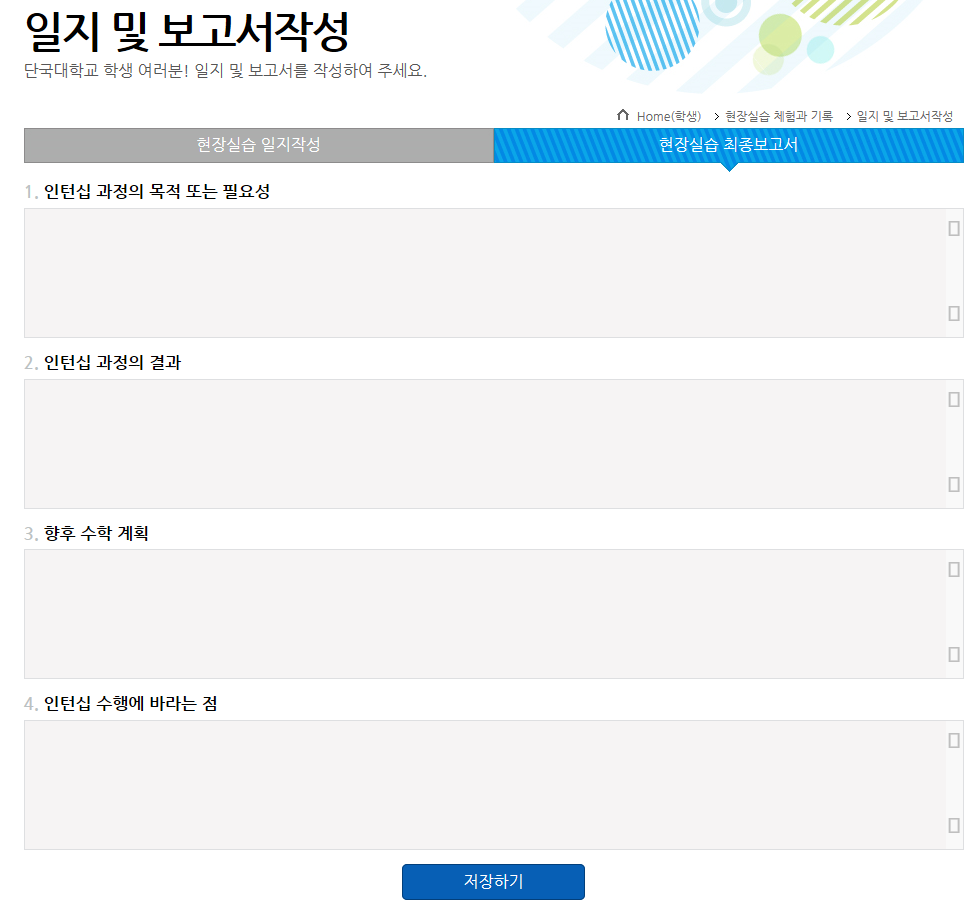 일지 및 보고서작성
단국대학교 학생 여러분! 일지 및 보고서를 작성하여 주세요.
Home(학생) > 현장실습 체험과 기록 > 일지 및 보고서작성
현장실습 일지작성 현장실습 최종보고서
1. 인턴십 과정의 목적 또는 필요성
2. 인턴십 과정의 결과
3. 향후 수학 계획
4. 인턴십 수행에 바라는 점
저장하기